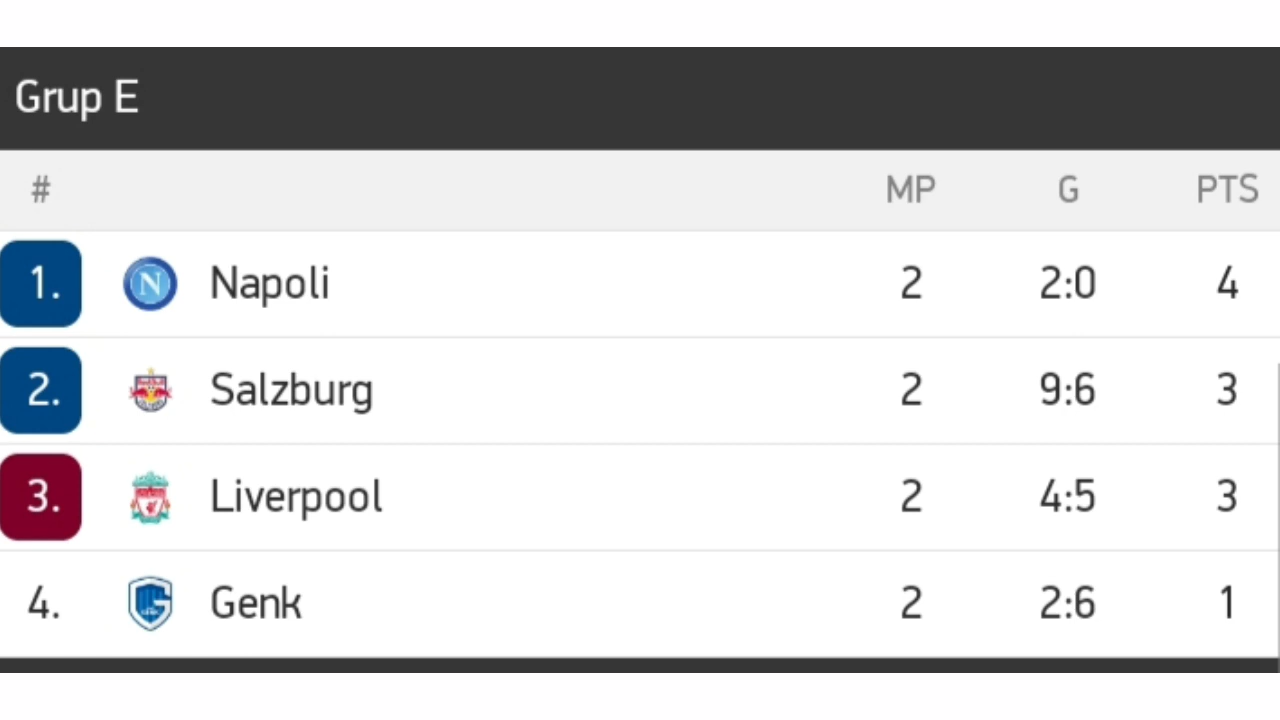 Grup E
# MP G PTS
1. N Napoli 2 2:0 4
2. Salzburg 2 9:6 3
3. Liverpool 2 4:5 3
4. Genk 2 2:6 1